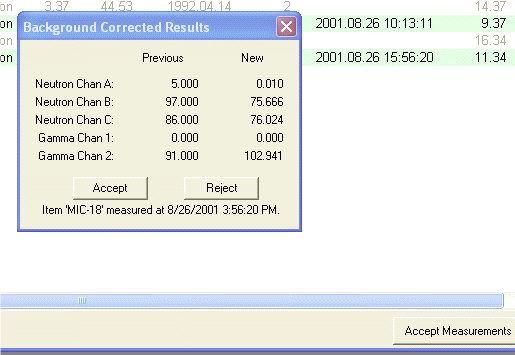 on 3.37 44.53 1992.04.14 2 14.37
Background Corrected Results
on 2001.08.26 10:13:11 9.37
on 16.34
Previous New
on 2001.08.26 15:56:20 11.34
Neutron Chan A: 5.000 0.010
Neutron Chan B: 97.000 75.666
Neutron Chan C: 86.000 76.024
Gamma Chan 1: 0.000 0.000
Gamma Chan 2: 91.000 102.941
Accept Reject
Item 'MIC-18' measured at 8/26/2001 3:56:20 PM.
Accept Measurements